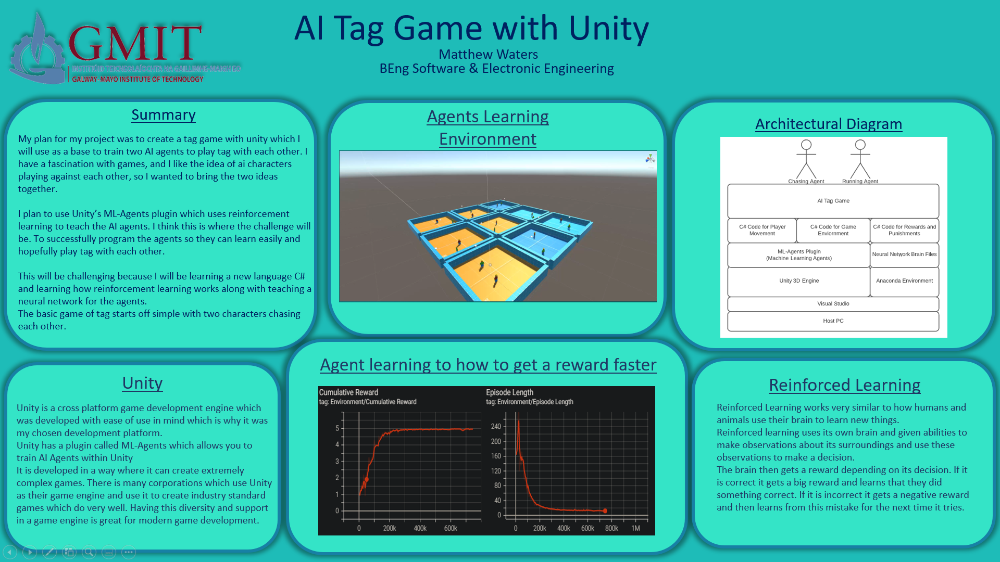 GMIT
INSTITIÚID TEICNEOLAÍOCHTA NA GAILLIMHE-MAIGH EO
GALWAY-MAYO INSTITUTE OF TECHNOLOGY
AI Tag Game with Unity
Matthew Waters
BEng Software & Electronic Engineering
Summary
My plan for my project was to create a tag game with unity which I
will use as a base to train two AI agents to play tag with each other. I
have a fascination with games, and I like the idea of ai characters
playing against each other, so I wanted to bring the two ideas
together.
I plan to use Unity’s ML-Agents plugin which uses reinforcement
learning to teach the AI agents. I think this is where the challenge will
be. To successfully program the agents so they can learn easily and
hopefully play tag with each other.
This will be challenging because I will be learning a new language C#
and learning how reinforcement learning works along with teaching a
neural network for the agents.
The basic game of tag starts off simple with two characters chasing
each other.
Agents Learning
Environment
Architectural Diagram
Chasing Agent
Running Agent
AI Tag Game
C# Code for Player
Movement
C# Code for Game
Enviornment
C# Code for Rewards and
Punishments
ML-Agents Plugin
(Machine Learning Agents)
Neural Network Brain Files
Unity 3D Engine
Anaconda Environment
Visual Studio
Host PC
Unity
Unity is a cross platform game development engine which
was developed with ease of use in mind which is why it was
my chosen development platform.
Unity has a plugin called ML-Agents which allows you to
train AI Agents within Unity
It is developed in a way where it can create extremely
complex games. There is many corporations which use Unity
as their game engine and use it to create industry standard
games which do very well. Having this diversity and support
in a game engine is great for modern game development.
Agent learning to how to get a reward faster
Cumulative Reward
tag: Environment/Cumulative Reward
5
4
3
2
1
0
0 200k 400k 600k
Episode Length
tag: Environment/Episode Length
240
200
160
120
80
40
0
0 200k 400k 600k 800k 1M
Reinforced Learning
Reinforced Learning works very similar to how humans and
animals use their brain to learn new things.
Reinforced learning uses its own brain and given abilities to
make observations about its surroundings and use these
observations to make a decision.
The brain then gets a reward depending on its decision. If it
is correct it gets a big reward and learns that they did
something correct. If it is incorrect it gets a negative reward
and then learns from this mistake for the next time it tries.